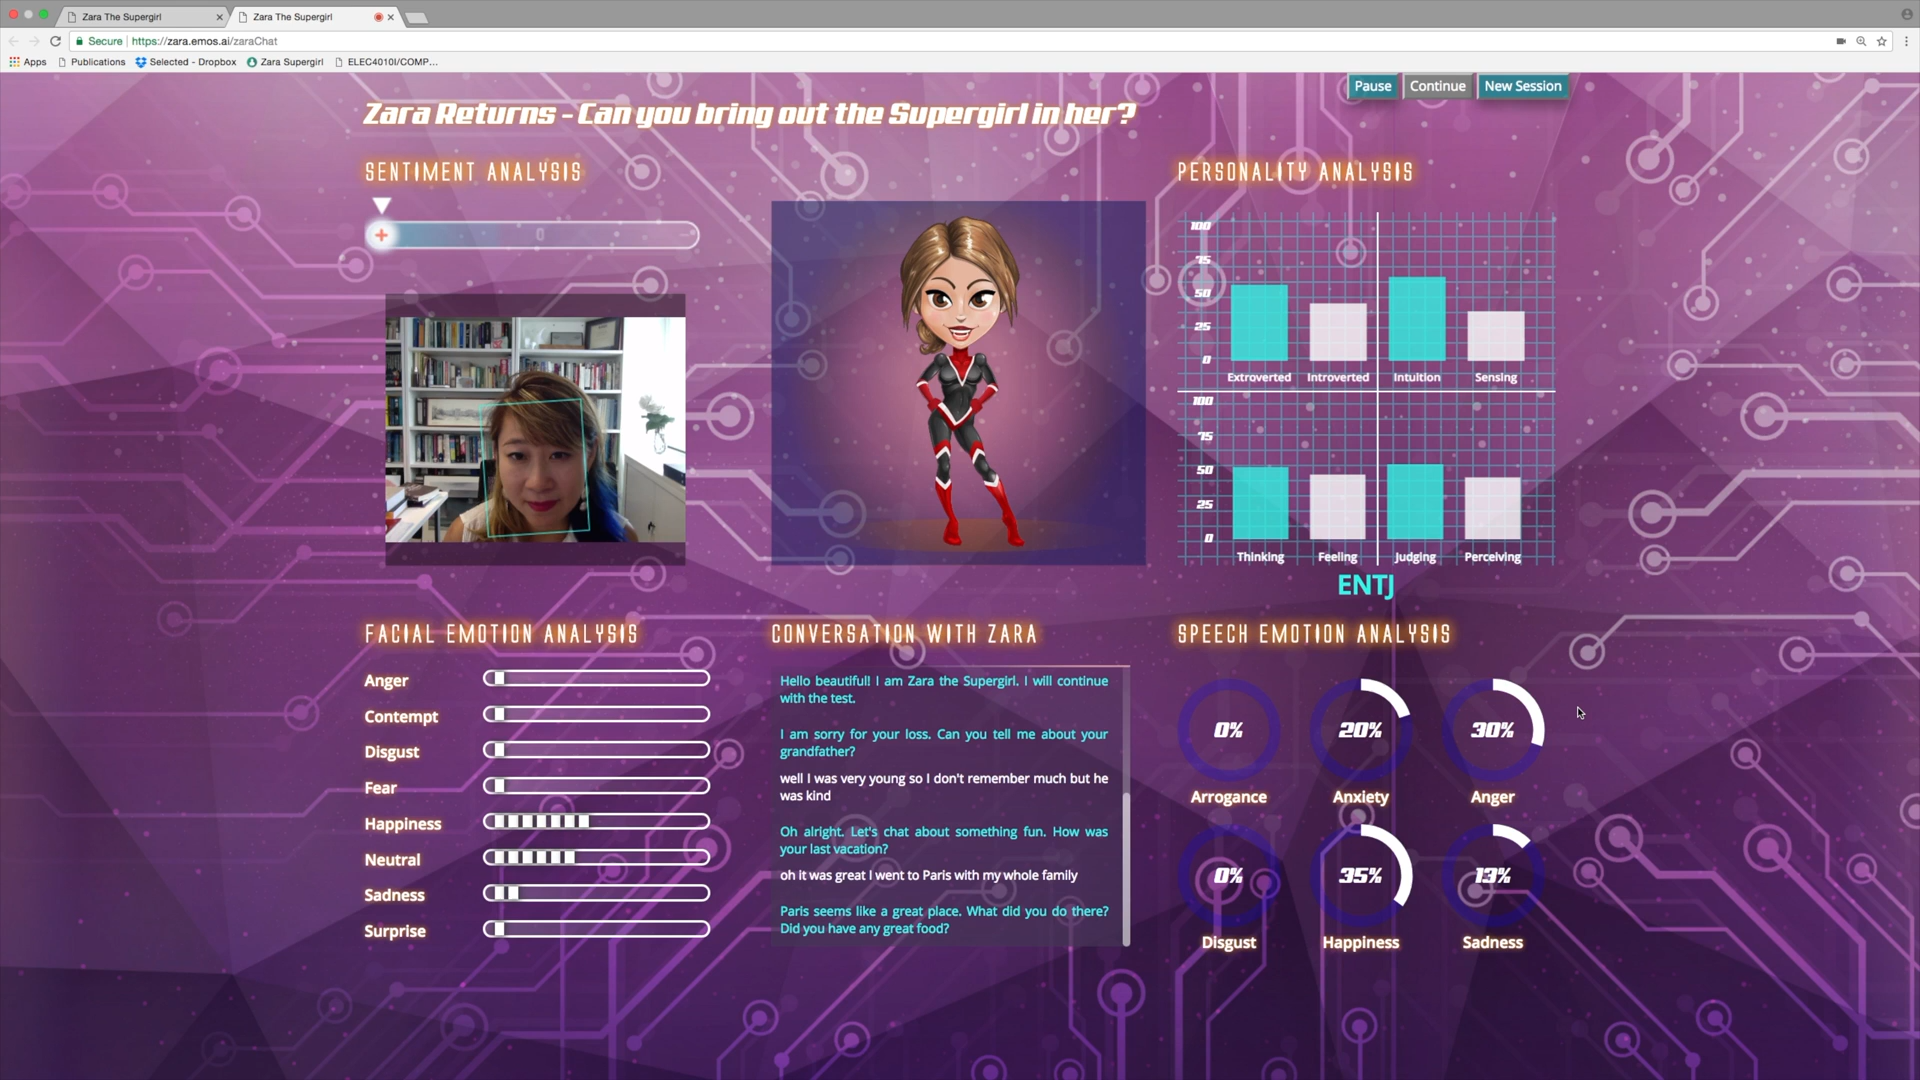 Zara The Supergirl
Zara The Supergirl
Secure
https://zara.emos.ai/zaraChat
Apps
Publications
Selected - Dropbox
Zara Supergirl
ELEC4010I/COMP...
Pause
Continue
New Session
Zara Returns - Can you bring out the Supergirl in her?
SENTIMENT ANALYSIS
+
0
-
PERSONALITY ANALYSIS
100
75
50
25
0
Extroverted
Introverted
Intuition
Sensing
100
75
50
25
0
Thinking
Feeling
Judging
Perceiving
ENTJ
FACIAL EMOTION ANALYSIS
Anger
Contempt
Disgust
Fear
Happiness
Neutral
Sadness
Surprise
CONVERSATION WITH ZARA
Hello beautiful! I am Zara the Supergirl. I will continue
with the test.
I am sorry for your loss. Can you tell me about your
grandfather?
well I was very young so I don't remember much but he
was kind
Oh alright. Let's chat about something fun. How was
your last vacation?
oh it was great I went to Paris with my whole family
Paris seems like a great place. What did you do there?
Did you have any great food?
SPEECH EMOTION ANALYSIS
0%
Arrogance
20%
Anxiety
30%
Anger
0%
Disgust
35%
Happiness
13%
Sadness